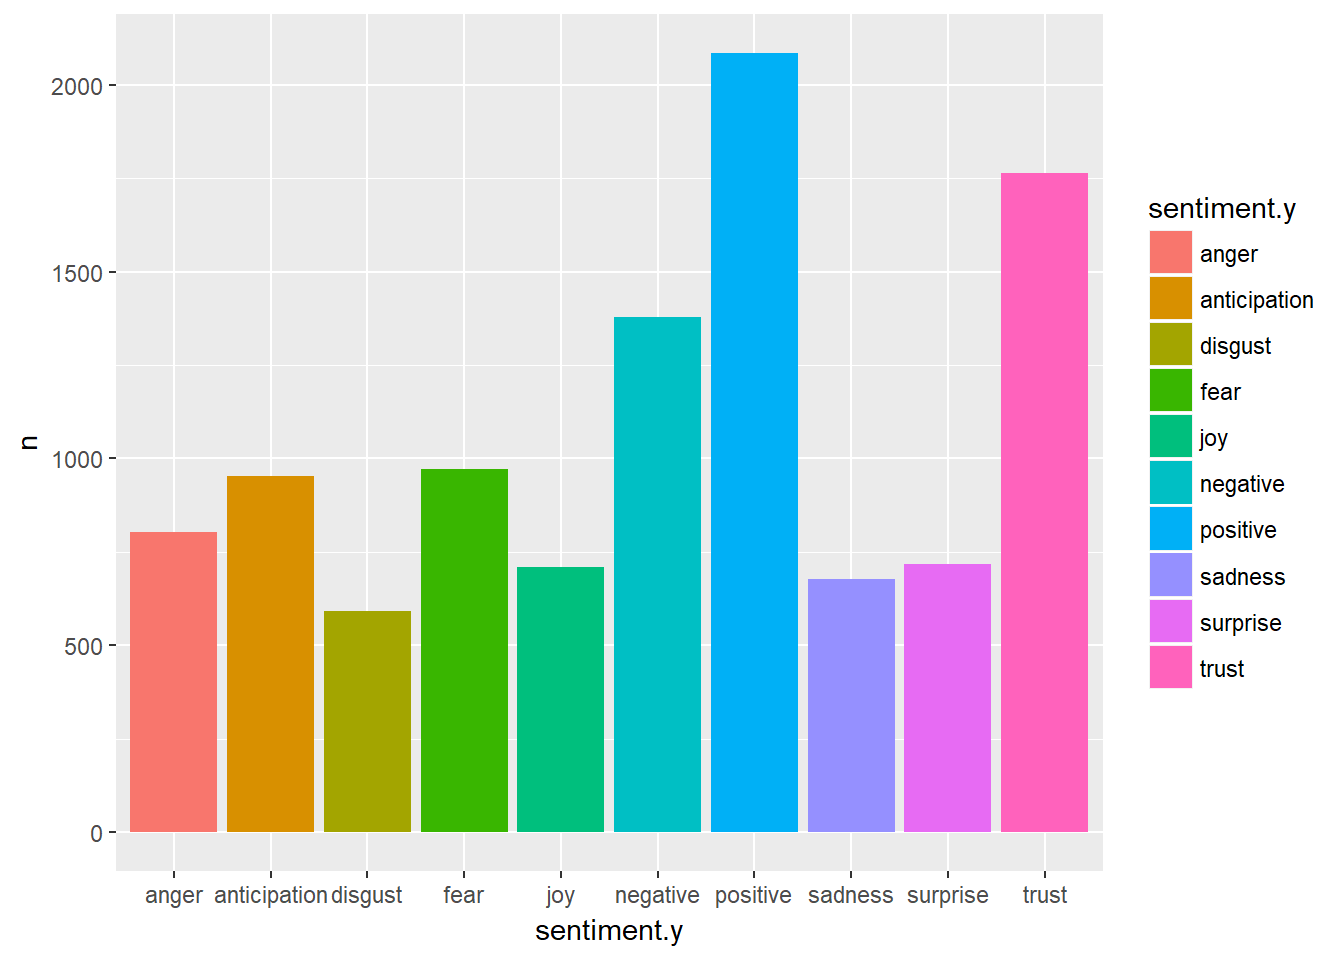 2000
1500
1000
500
0
n
anger anticipation disgust fear joy negative positive sadness surprise trust
sentiment.y
sentiment.y
anger
anticipation
disgust
fear
joy
negative
positive
sadness
surprise
trust